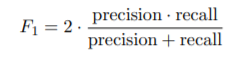 F₁ = 2 · precision · recall / precision + recall